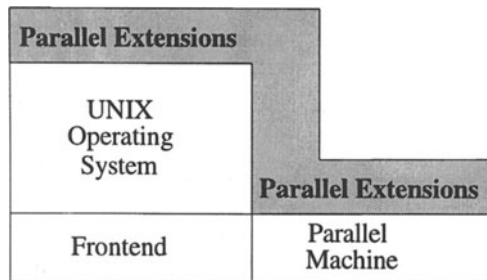 Parallel Extensions
UNIX
Operating
System
Parallel Extensions
Frontend
Parallel
Machine